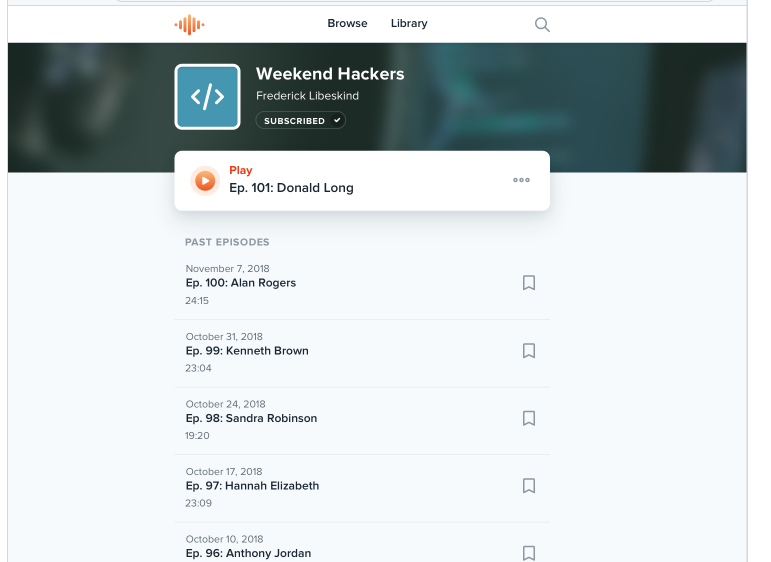 Browse
Library
</>
Weekend Hackers
Frederick Libeskind
SUBSCRIBED
Play
Ep. 101: Donald Long
PAST EPISODES
November 7, 2018
Ep. 100: Alan Rogers
24:15
October 31, 2018
Ep. 99: Kenneth Brown
23:04
October 24, 2018
Ep. 98: Sandra Robinson
19:20
October 17, 2018
Ep. 97: Hannah Elizabeth
23:09
October 10, 2018
Ep. 96: Anthony Jordan